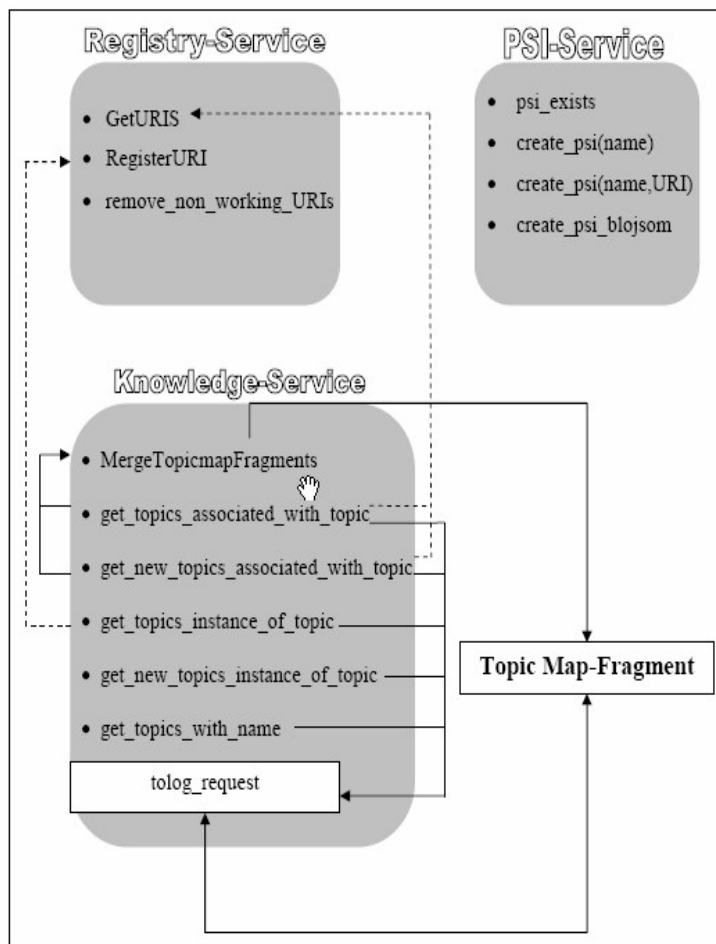 Registry-Service
GetURIS
RegisterURI
remove_non_working_URIs
PSI-Service
psi_exists
create_psi(name)
create_psi(name,URI)
create_psi_blojsom
Knowledge-Service
MergeTopicmapFragments
get_topics_associated_with_topic
get_new_topics_associated_with_topic
get_topics_instance_of_topic
get_new_topics_instance_of_topic
get_topics_with_name
tolog_request
Topic Map-Fragment